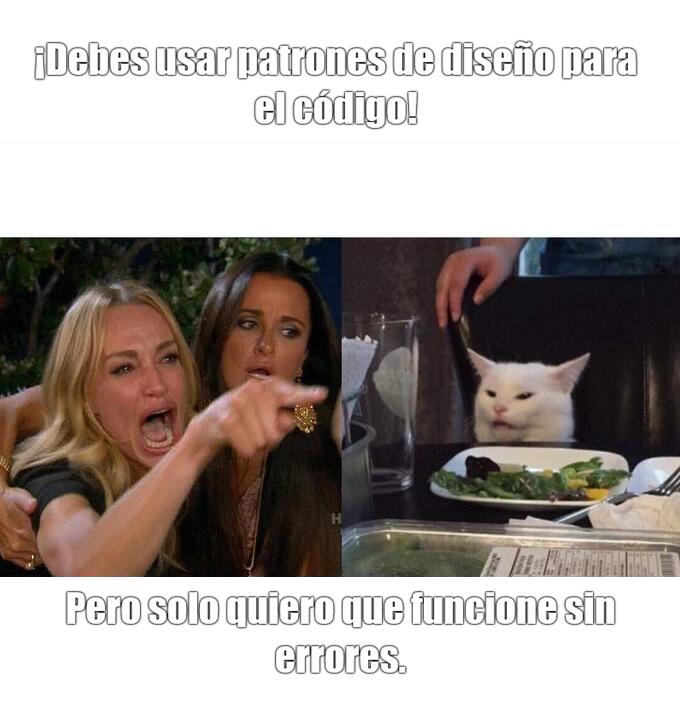 ¡Debes usar patrones de diseño para
el código!
H
Pero solo quiero que funcione sin
errores.